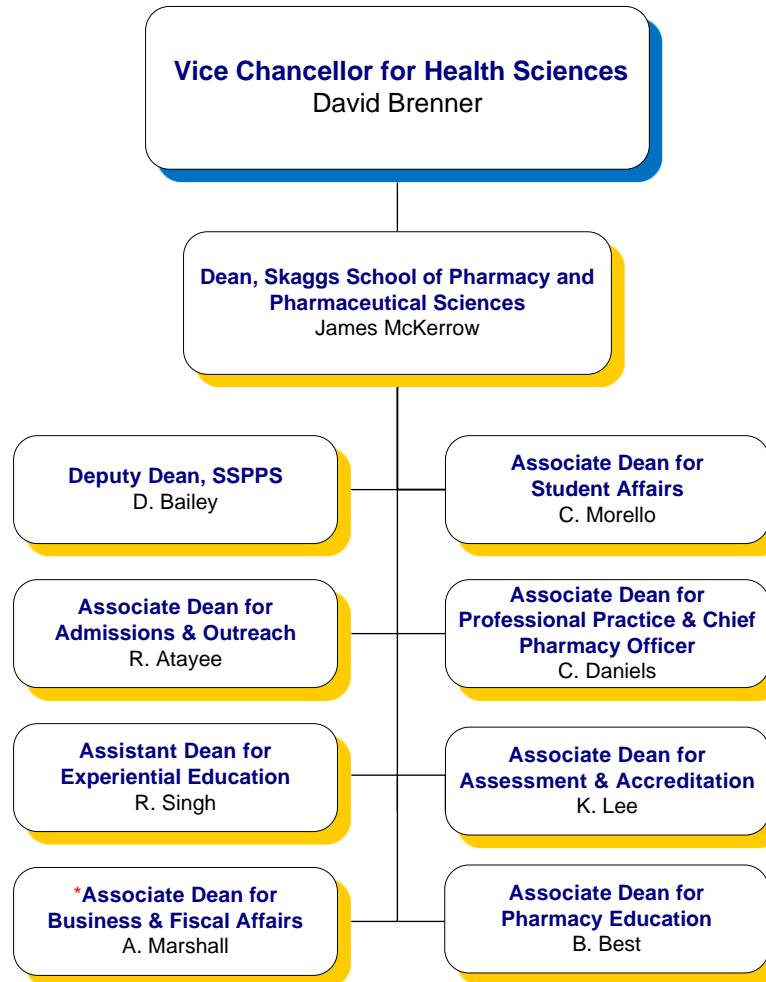 Vice Chancellor for Health Sciences
David Brenner
Dean, Skaggs School of Pharmacy and
Pharmaceutical Sciences
James McKerrow
Deputy Dean, SSPPS
D. Bailey
Associate Dean for
Student Affairs
C. Morello
Associate Dean for
Admissions & Outreach
R. Atayee
Associate Dean for
Professional Practice & Chief
Pharmacy Officer
C. Daniels
Assistant Dean for
Experiential Education
R. Singh
Associate Dean for
Assessment & Accreditation
K. Lee
*Associate Dean for
Business & Fiscal Affairs
A. Marshall
Associate Dean for
Pharmacy Education
B. Best